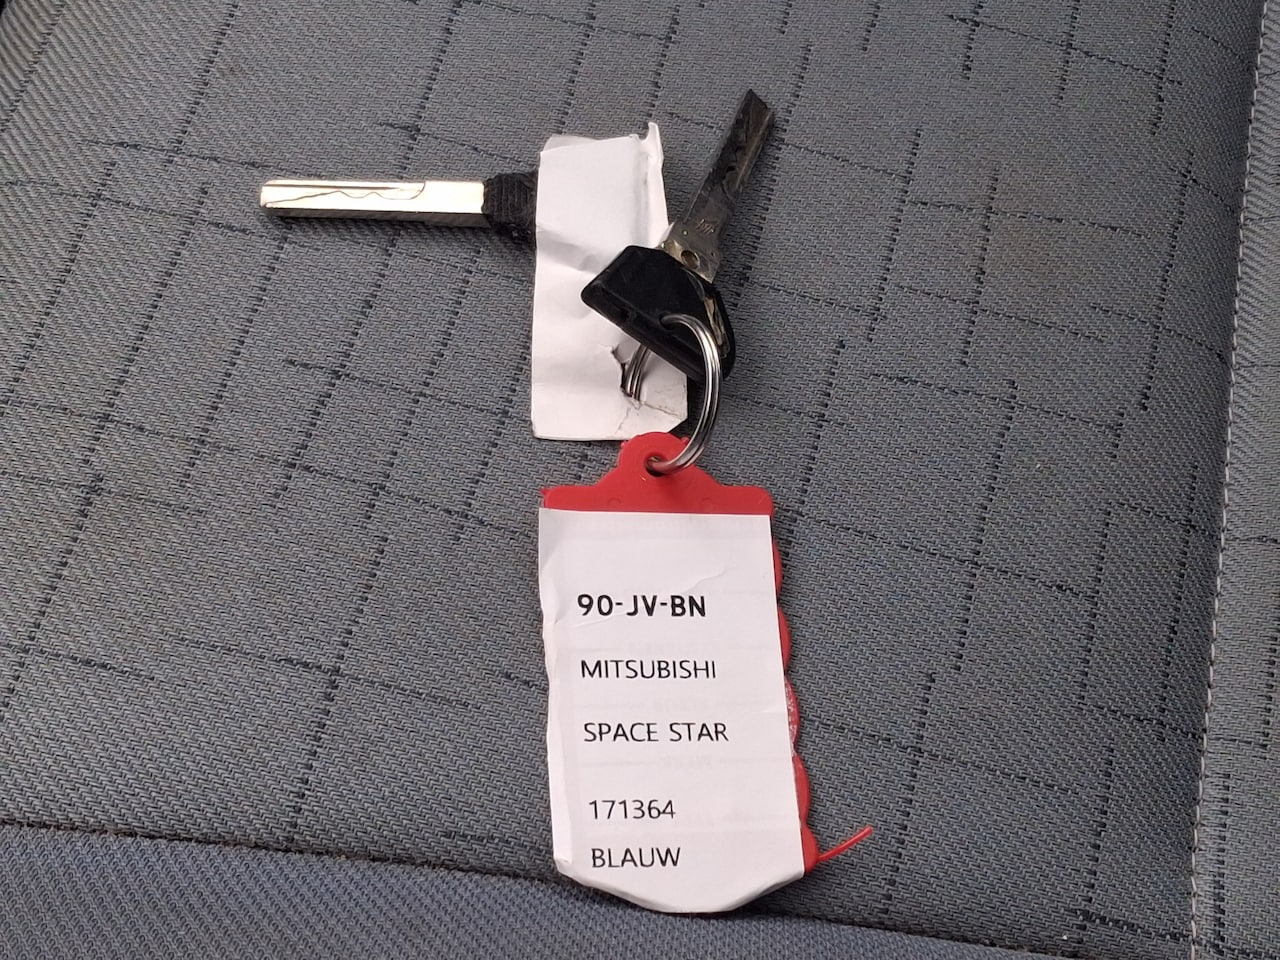 90-JV-BN
MITSUBISHI
SPACE STAR
171364
BLAUW